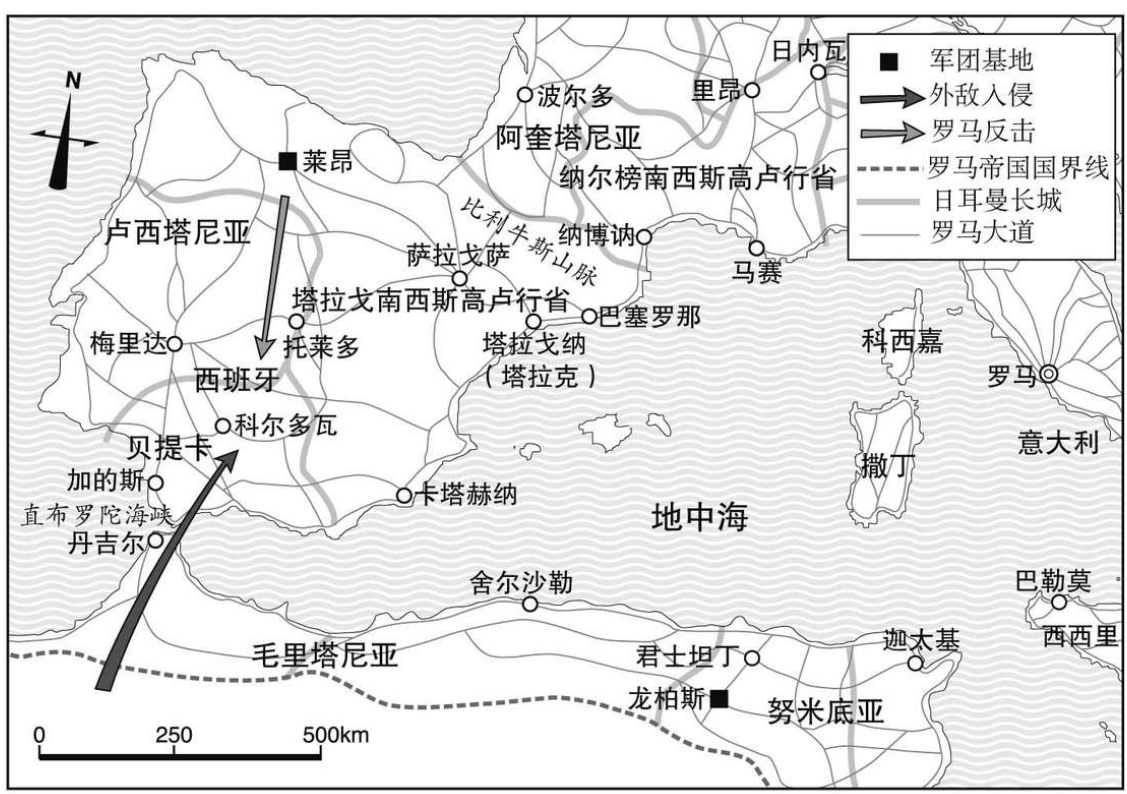 N
日内瓦
里昂
波尔多
阿奎塔尼亚
纳尔榜南西斯高卢行省
莱昂
卢西塔尼亚
比利牛斯山脉
纳博讷
马赛
萨拉戈萨
塔拉戈南西斯高卢行省
巴塞罗那
塔拉戈纳
（塔拉克）
梅里达
托莱多
西班牙
科尔多瓦
贝提卡
加的斯
直布罗陀海峡
丹吉尔
卡塔赫纳
地中海
科西嘉
罗马
意大利
撒丁
舍尔沙勒
巴勒莫
西西里
毛里塔尼亚
君士坦丁
迦太基
龙柏斯
努米底亚
0
250
500km
军团基地
外敌入侵
罗马反击
罗马帝国国界线
日耳曼长城
罗马大道